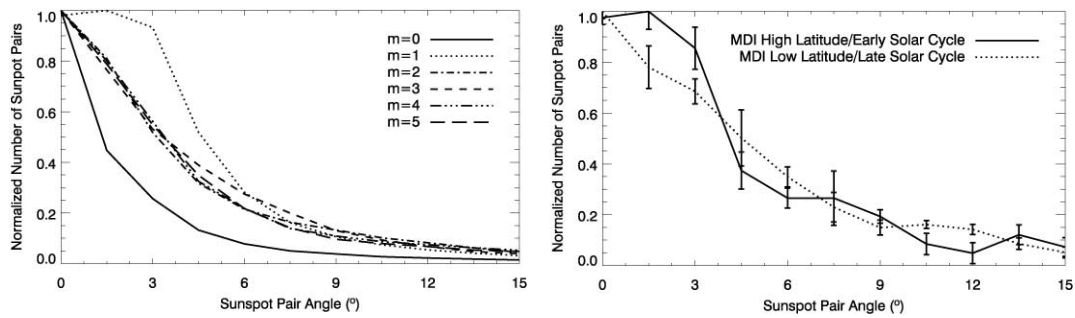 Normalized Number of Sunspot Pairs
1.0
0.8
0.6
0.4
0.2
0.0
m=0
m=1
m=2
m=3
m=4
m=5
0 3 6 9 12 15
Sunspot Pair Angle (º)
Normalized Number of Sunspot Pairs
1.0
0.8
0.6
0.4
0.2
0.0
MDI High Latitude/Early Solar Cycle
MDI Low Latitude/Late Solar Cycle
0 3 6 9 12 15
Sunspot Pair Angle (º)